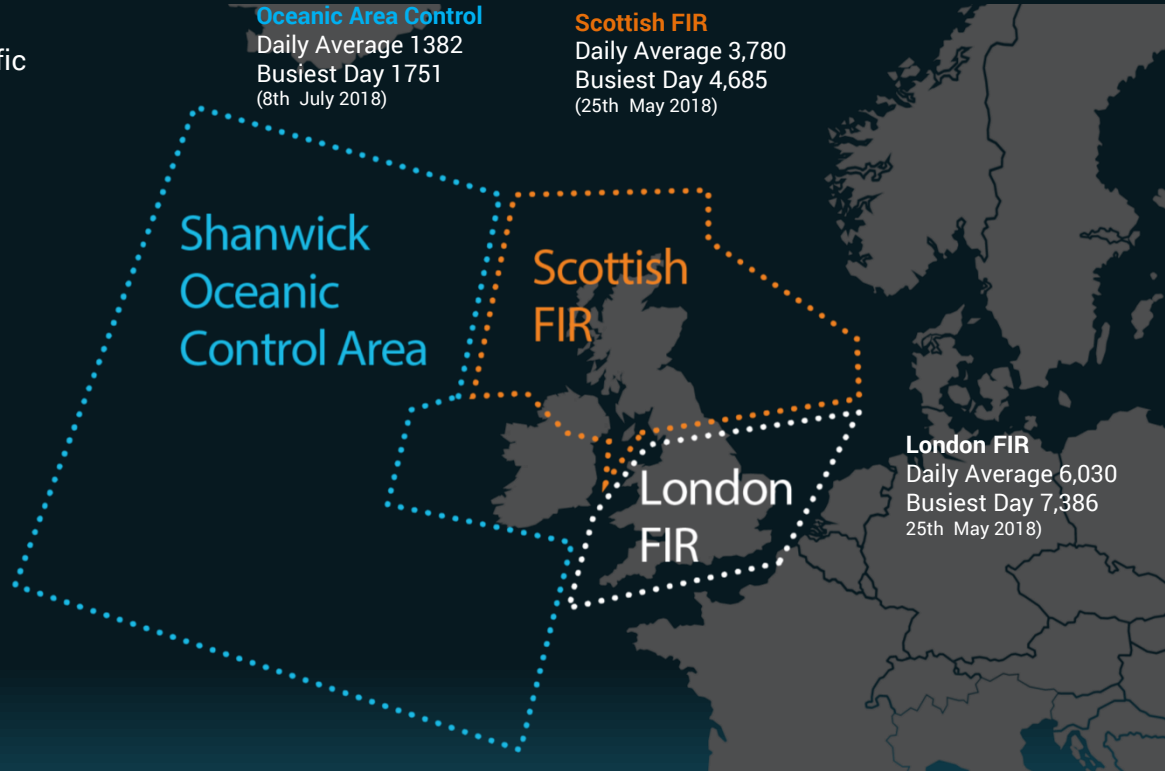 Oceanic Area Control
Daily Average 1382
Busiest Day 1751
(8th July 2018)
Scottish FIR
Daily Average 3,780
Busiest Day 4,685
(25th May 2018)
Shanwick
Oceanic
Control Area
Scottish
FIR
London
FIR
London FIR
Daily Average 6,030
Busiest Day 7,386
25th May 2018)